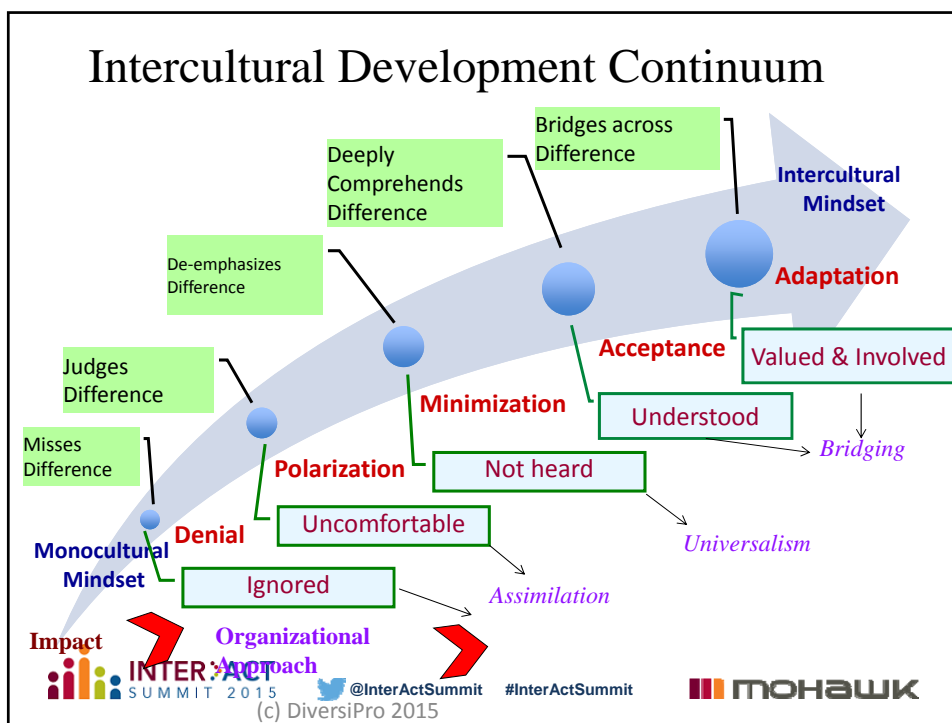 Intercultural Development Continuum
Bridges across
Difference
Deeply
Comprehends
Difference
Intercultural
Mindset
De-emphasizes
Difference
Adaptation
Acceptance
Valued & Involved
Judges
Difference
Minimization
Understood
Bridging
Misses
Difference
Polarization
Not heard
Denial
Uncomfortable
Universalism
Monocultural
Mindset
Ignored
Assimilation
Impact
Organizational
Approach
INTER:ACT
SUMMIT 2015
@InterActSummit #InterActSummit
mohawk
(c) DiversiPro 2015